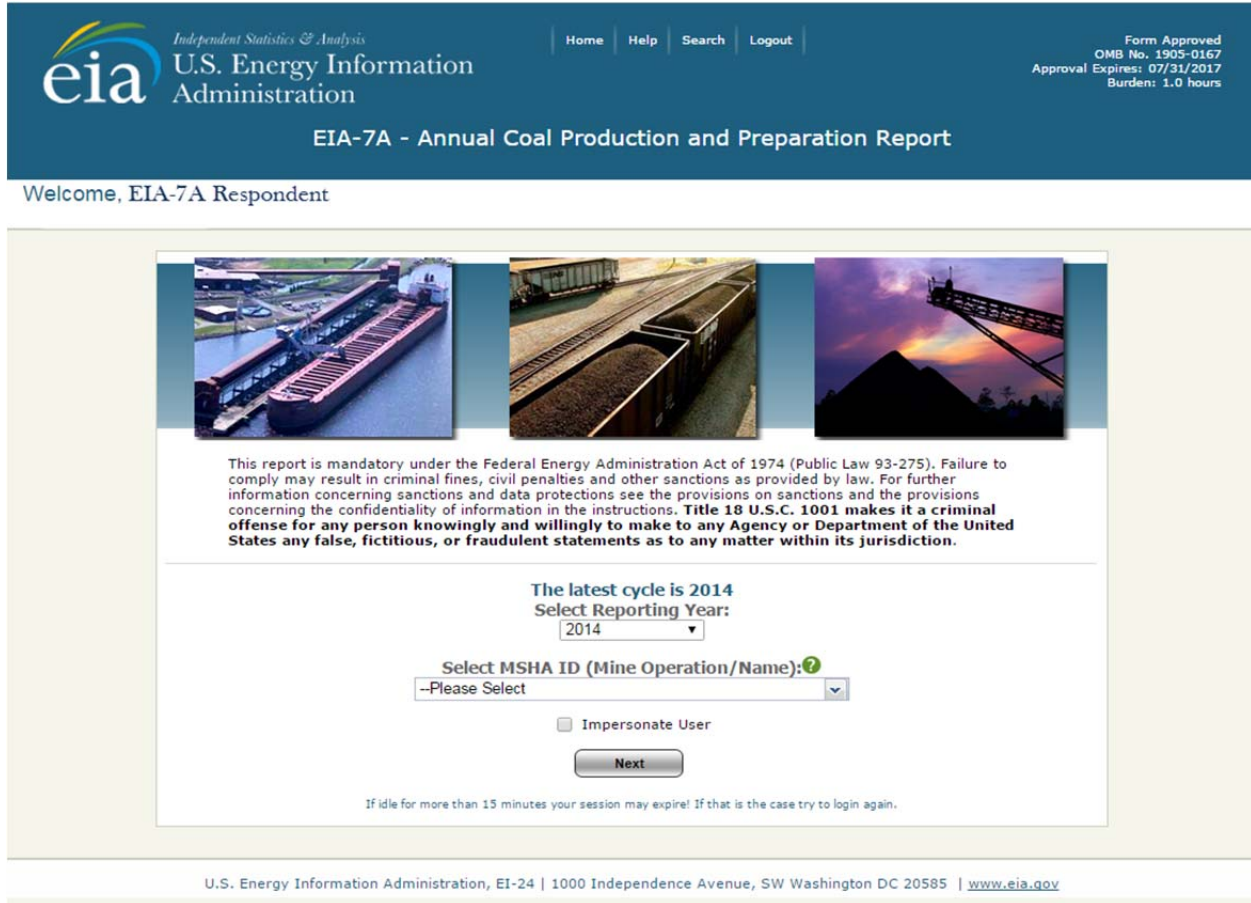 Independent Statistics & Analysis
eia
U.S. Energy Information
Administration
Home Help Search Logout
Form Approved
OMB No. 1905-0167
Approval Expires: 07/31/2017
Burden: 1.0 hours
EIA-7A - Annual Coal Production and Preparation Report
Welcome, EIA-7A Respondent
This report is mandatory under the Federal Energy Administration Act of 1974 (Public Law 93-275). Failure to
comply may result in criminal fines, civil penalties and other sanctions as provided by law. For further
information concerning sanctions and data protections see the provisions on sanctions and the provisions
concerning the confidentiality of information in the instructions. Title 18 U.S.C. 1001 makes it a criminal
offense for any person knowingly and willingly to make to any Agency or Department of the United
States any false, fictitious, or fraudulent statements as to any matter within its jurisdiction.
The latest cycle is 2014
Select Reporting Year:
2014
Select MSHA ID (Mine Operation/Name):?
--Please Select
Impersonate User
Next
If idle for more than 15 minutes your session may expire! If that is the case try to login again.
U.S. Energy Information Administration, EI-24 | 1000 Independence Avenue, SW Washington DC 20585 | www.eia.gov